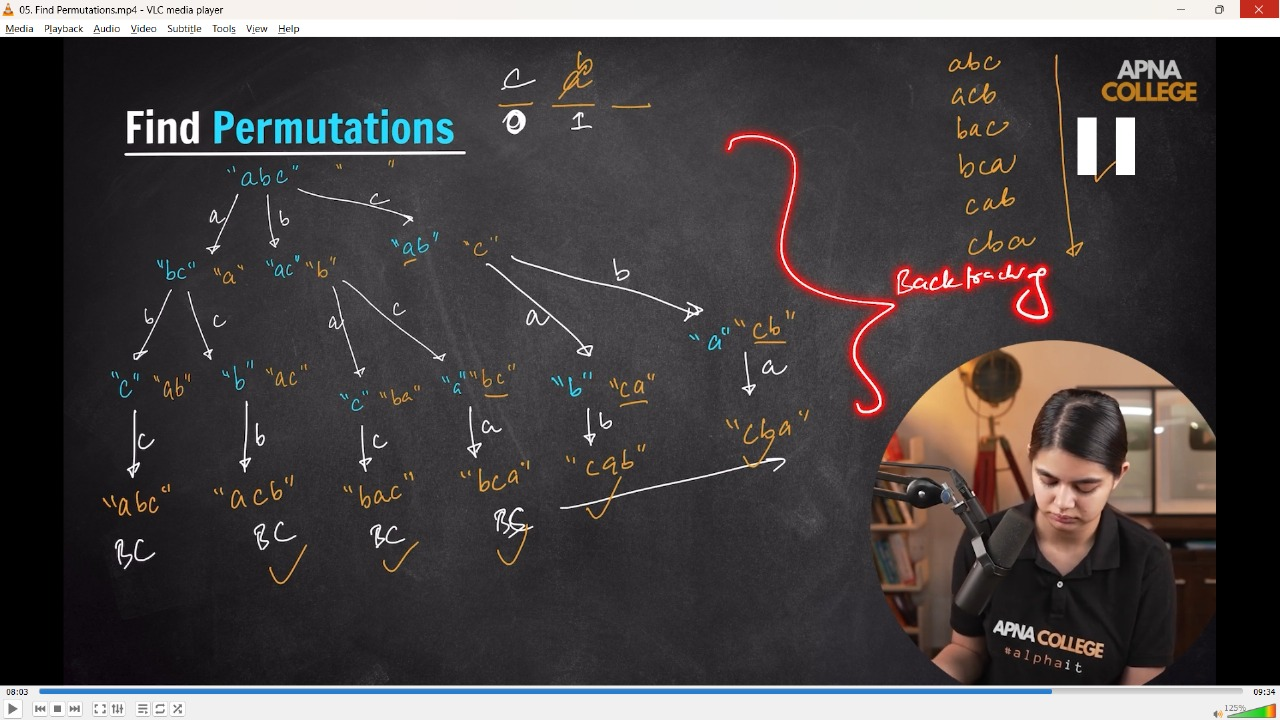 05. Find Permutations.mp4 - VLC media player
Media Playback Audio Video Subtitle Tools View Help
c a b
0 1
Find Permutations
"abc" " "
a b c
"bc" "a" "ac" "b" "ab" "c"
b c a c a b
"c" "ab" "b" "ac" "c" "ba" "a" "bc" "b" "ca" "a" "cb"
c b c a b a
"abc" "acb" "bac" "bca" "cab" "cba"
BC BC BC BC
abc
acb
bac
bca
cab
cba
Backtracking
APNA
COLLEGE
APNA COLLEGE
#alphait
08:03 09:34
125%